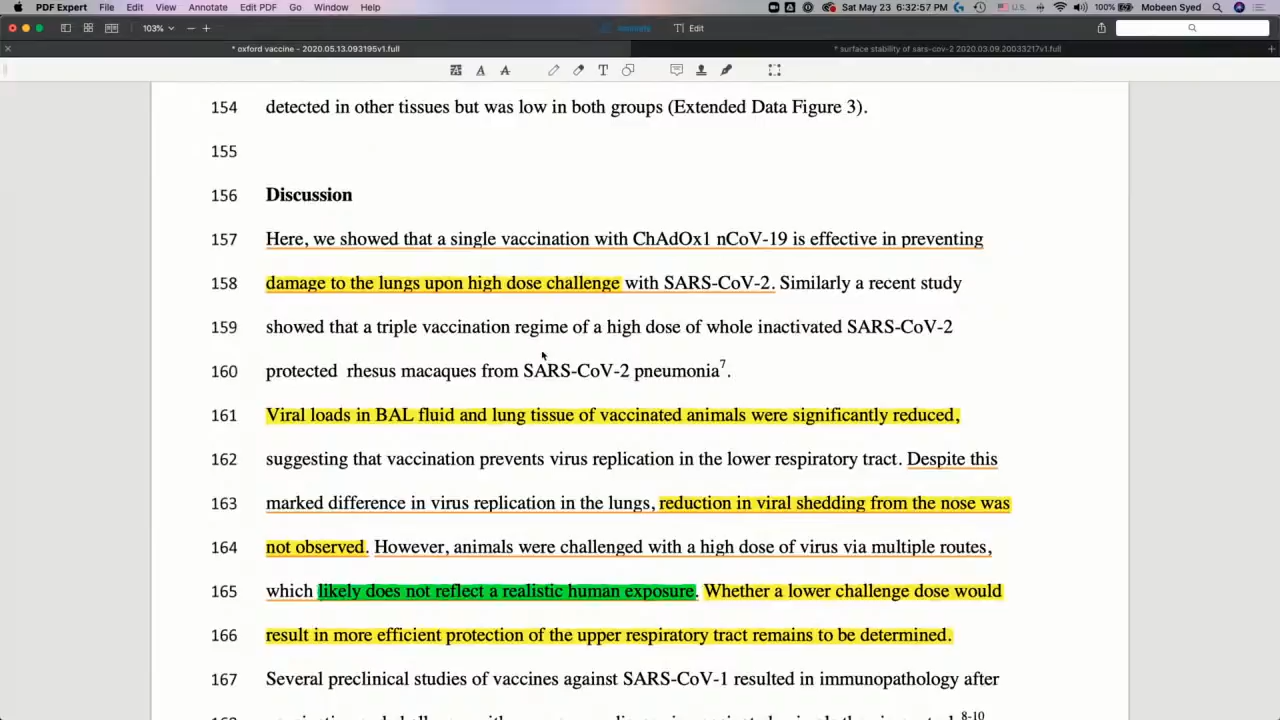 PDF Expert File Edit View Annotate Format Go Window Help 100% Sat May 23 6:32:57 PM Mobeen Syed
103% Annotate Edit
* oxford vaccine - 2020.05.13.093195v1.full * surface stability of sars-cov-2 2020.03.09.20033217v1.full
154 detected in other tissues but was low in both groups (Extended Data Figure 3).
155
156 Discussion
157 Here, we showed that a single vaccination with ChAdOx1 nCoV-19 is effective in preventing
158 damage to the lungs upon high dose challenge with SARS-CoV-2. Similarly a recent study
159 showed that a triple vaccination regime of a high dose of whole inactivated SARS-CoV-2
160 protected rhesus macaques from SARS-CoV-2 pneumonia7.
161 Viral loads in BAL fluid and lung tissue of vaccinated animals were significantly reduced,
162 suggesting that vaccination prevents virus replication in the lower respiratory tract. Despite this
163 marked difference in virus replication in the lungs, reduction in viral shedding from the nose was
164 not observed. However, animals were challenged with a high dose of virus via multiple routes,
165 which likely does not reflect a realistic human exposure. Whether a lower challenge dose would
166 result in more efficient protection of the upper respiratory tract remains to be determined.
167 Several preclinical studies of vaccines against SARS-CoV-1 resulted in immunopathology after
8-10